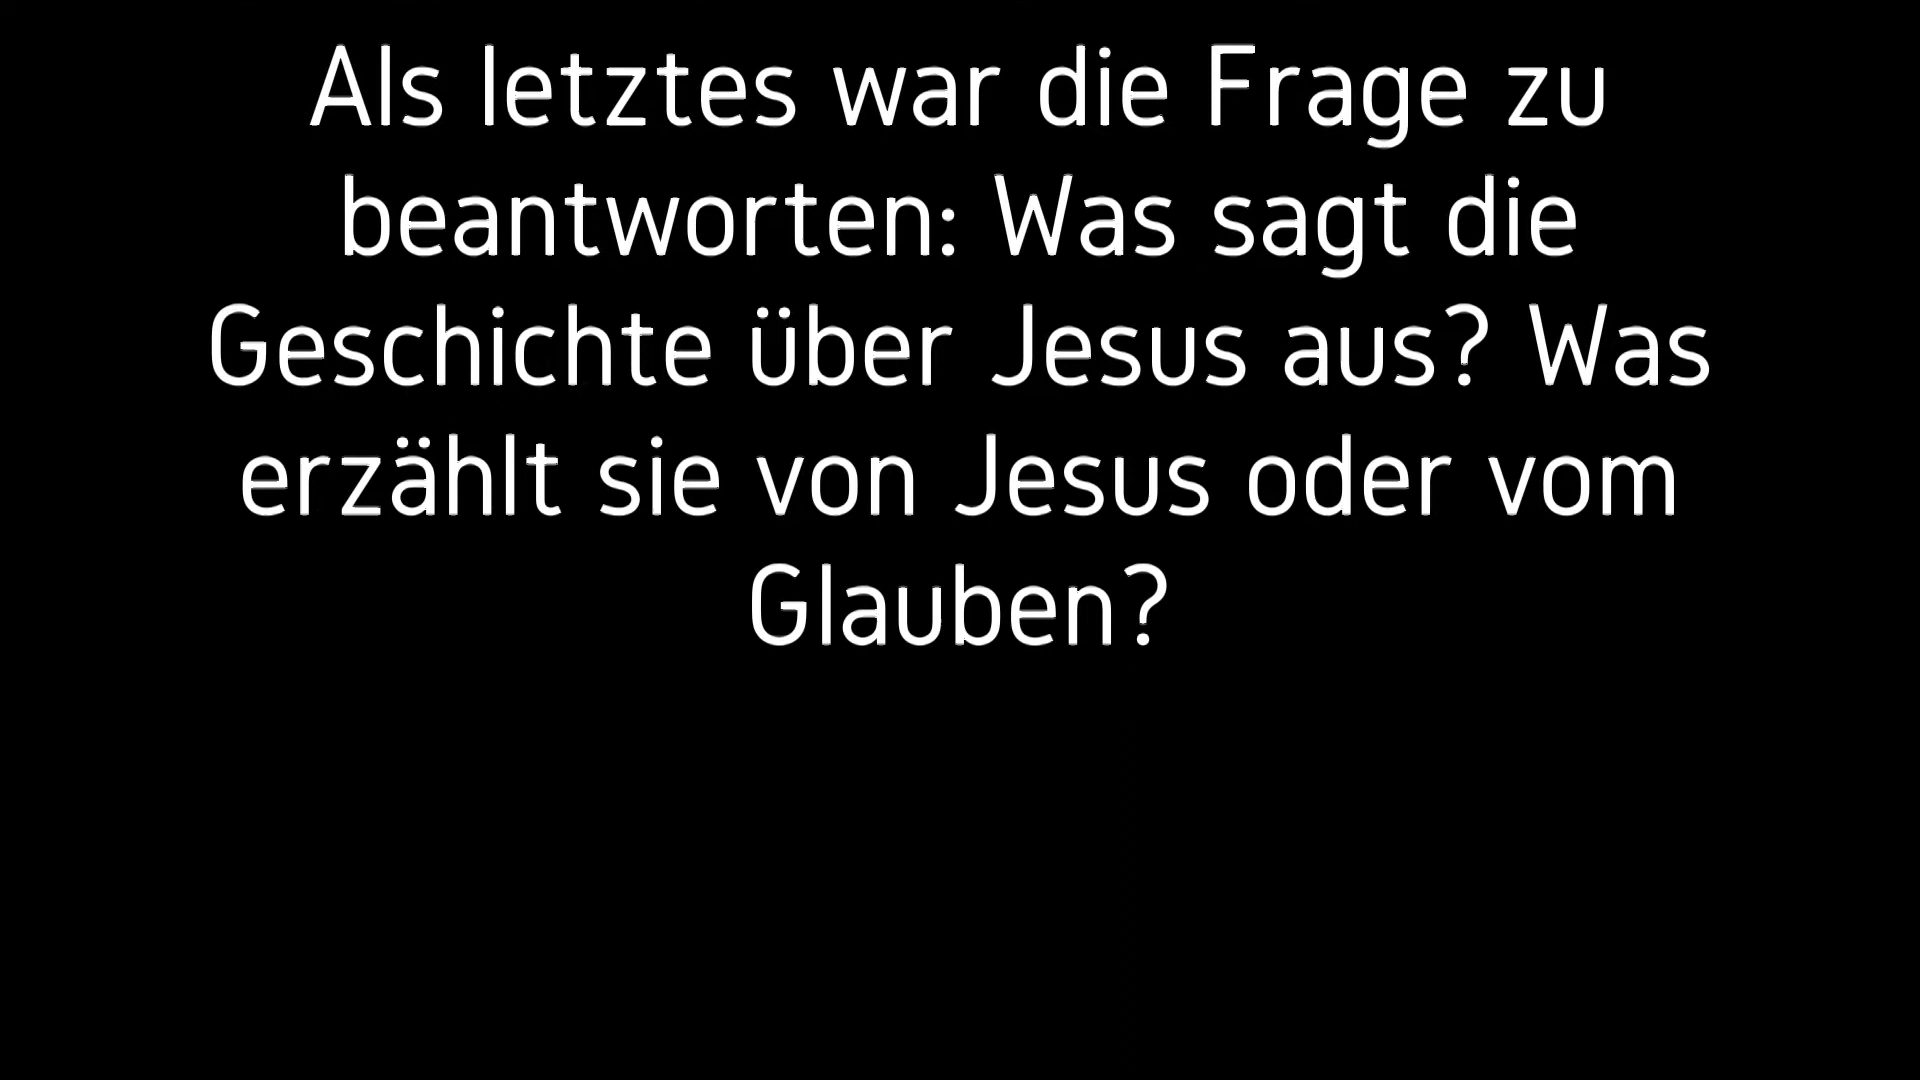 Als letztes war die Frage zu
beantworten: Was sagt die
Geschichte über Jesus aus? Was
erzählt sie von Jesus oder vom
Glauben?